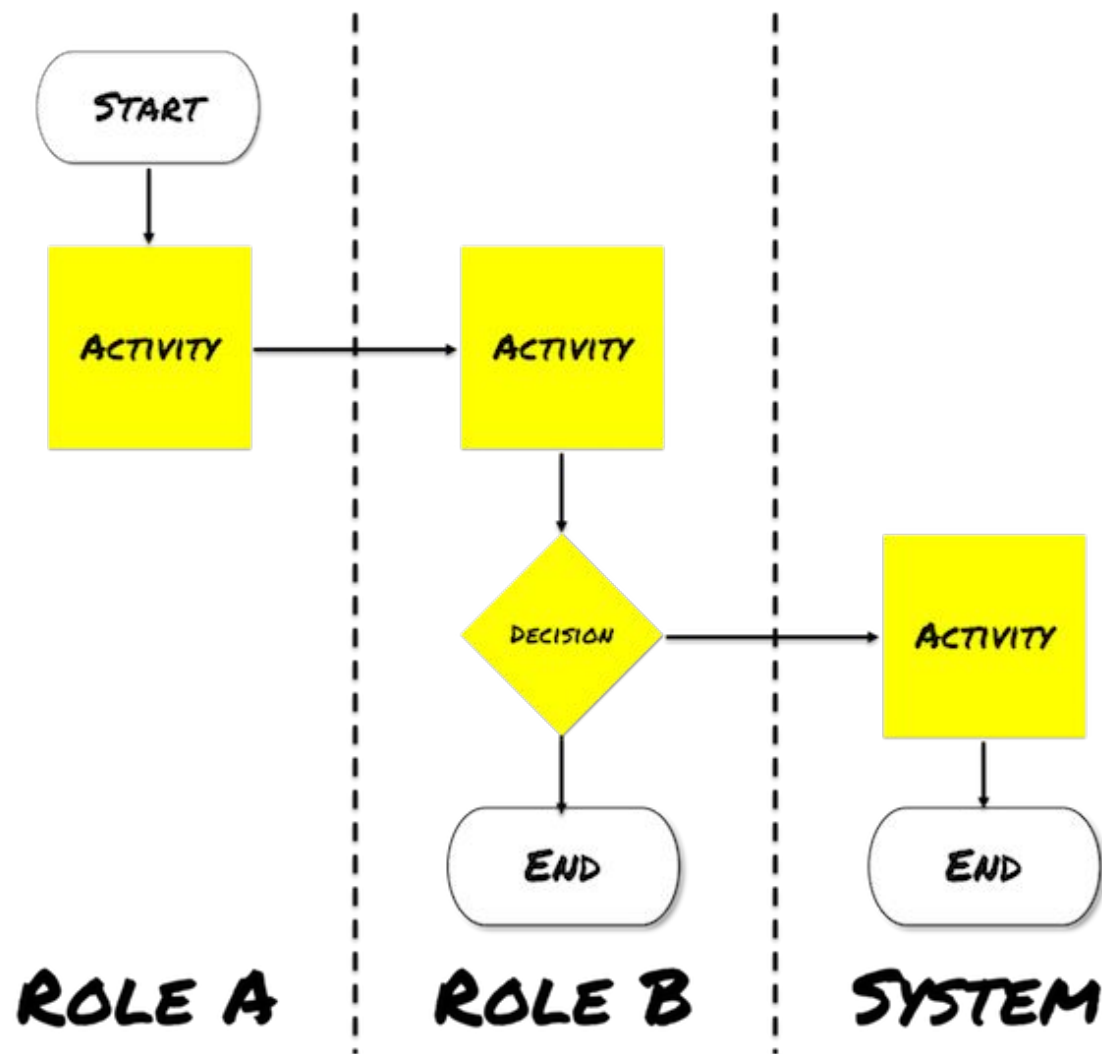 START
ACTIVITY
ACTIVITY
DECISION
ACTIVITY
END
END
ROLE A
ROLE B
SYSTEM